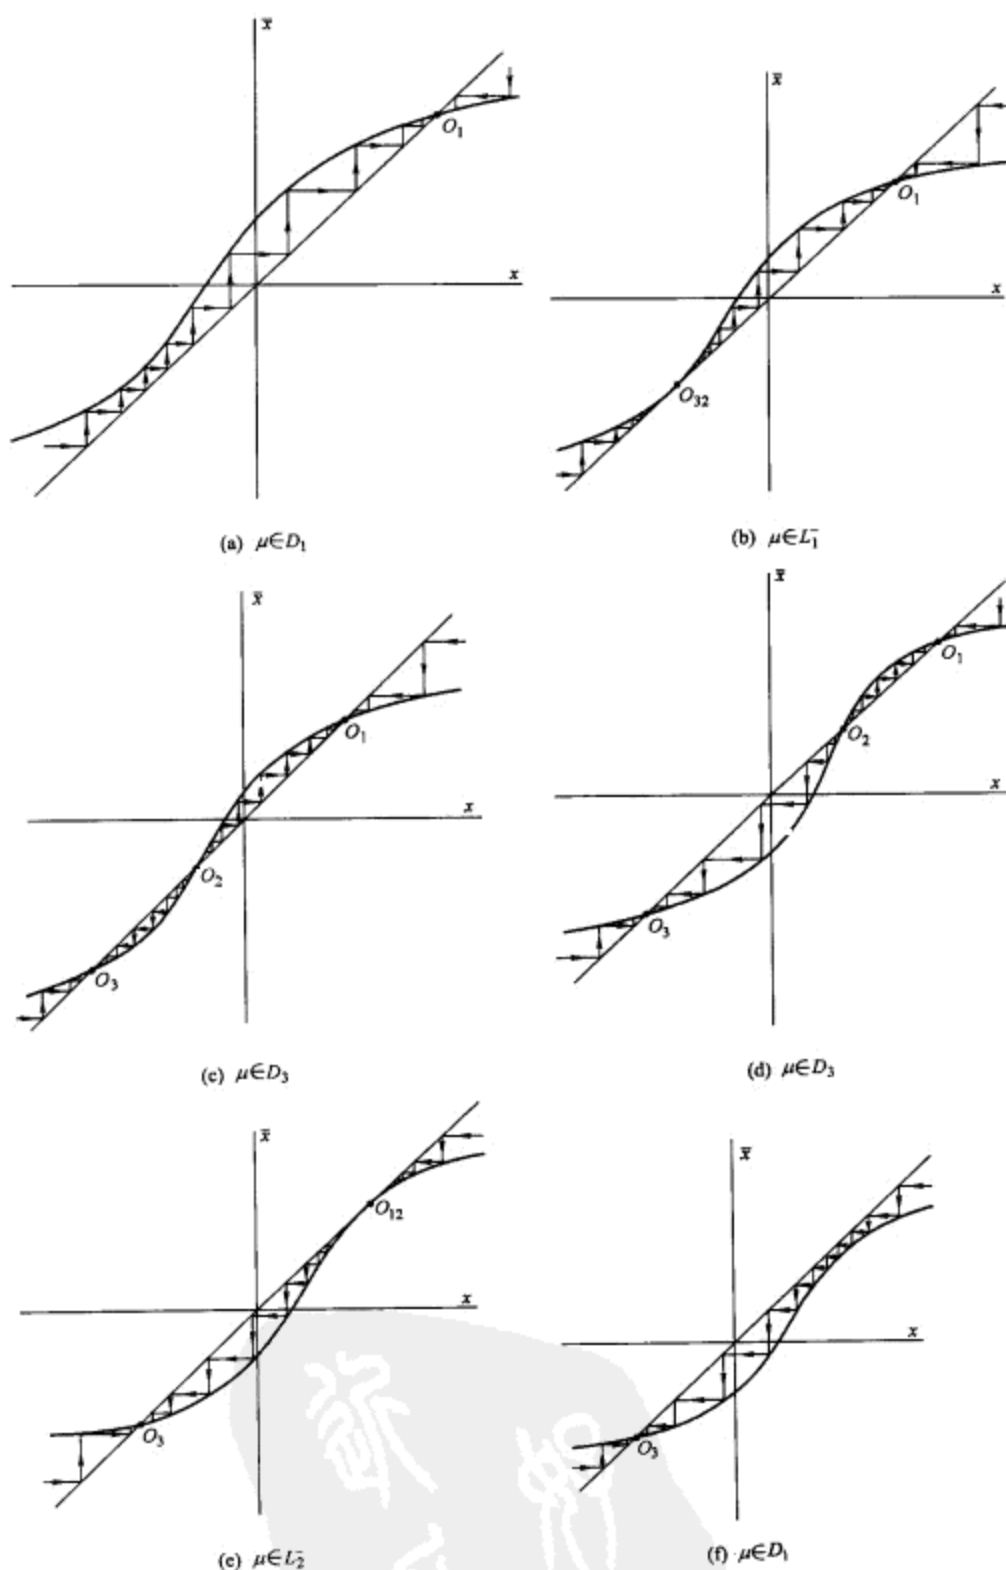 x̄
O₁
x
(a) μ∈D₁
x̄
O₁
x
O₃₂
(b) μ∈L₁⁻
x̄
O₁
x
O₂
O₃
(c) μ∈D₃
x̄
O₁
O₂
x
O₃
(d) μ∈D₃
x̄
O₁₂
x
O₃
(e) μ∈L₂⁻
x̄
x
O₃
(f) μ∈D₁